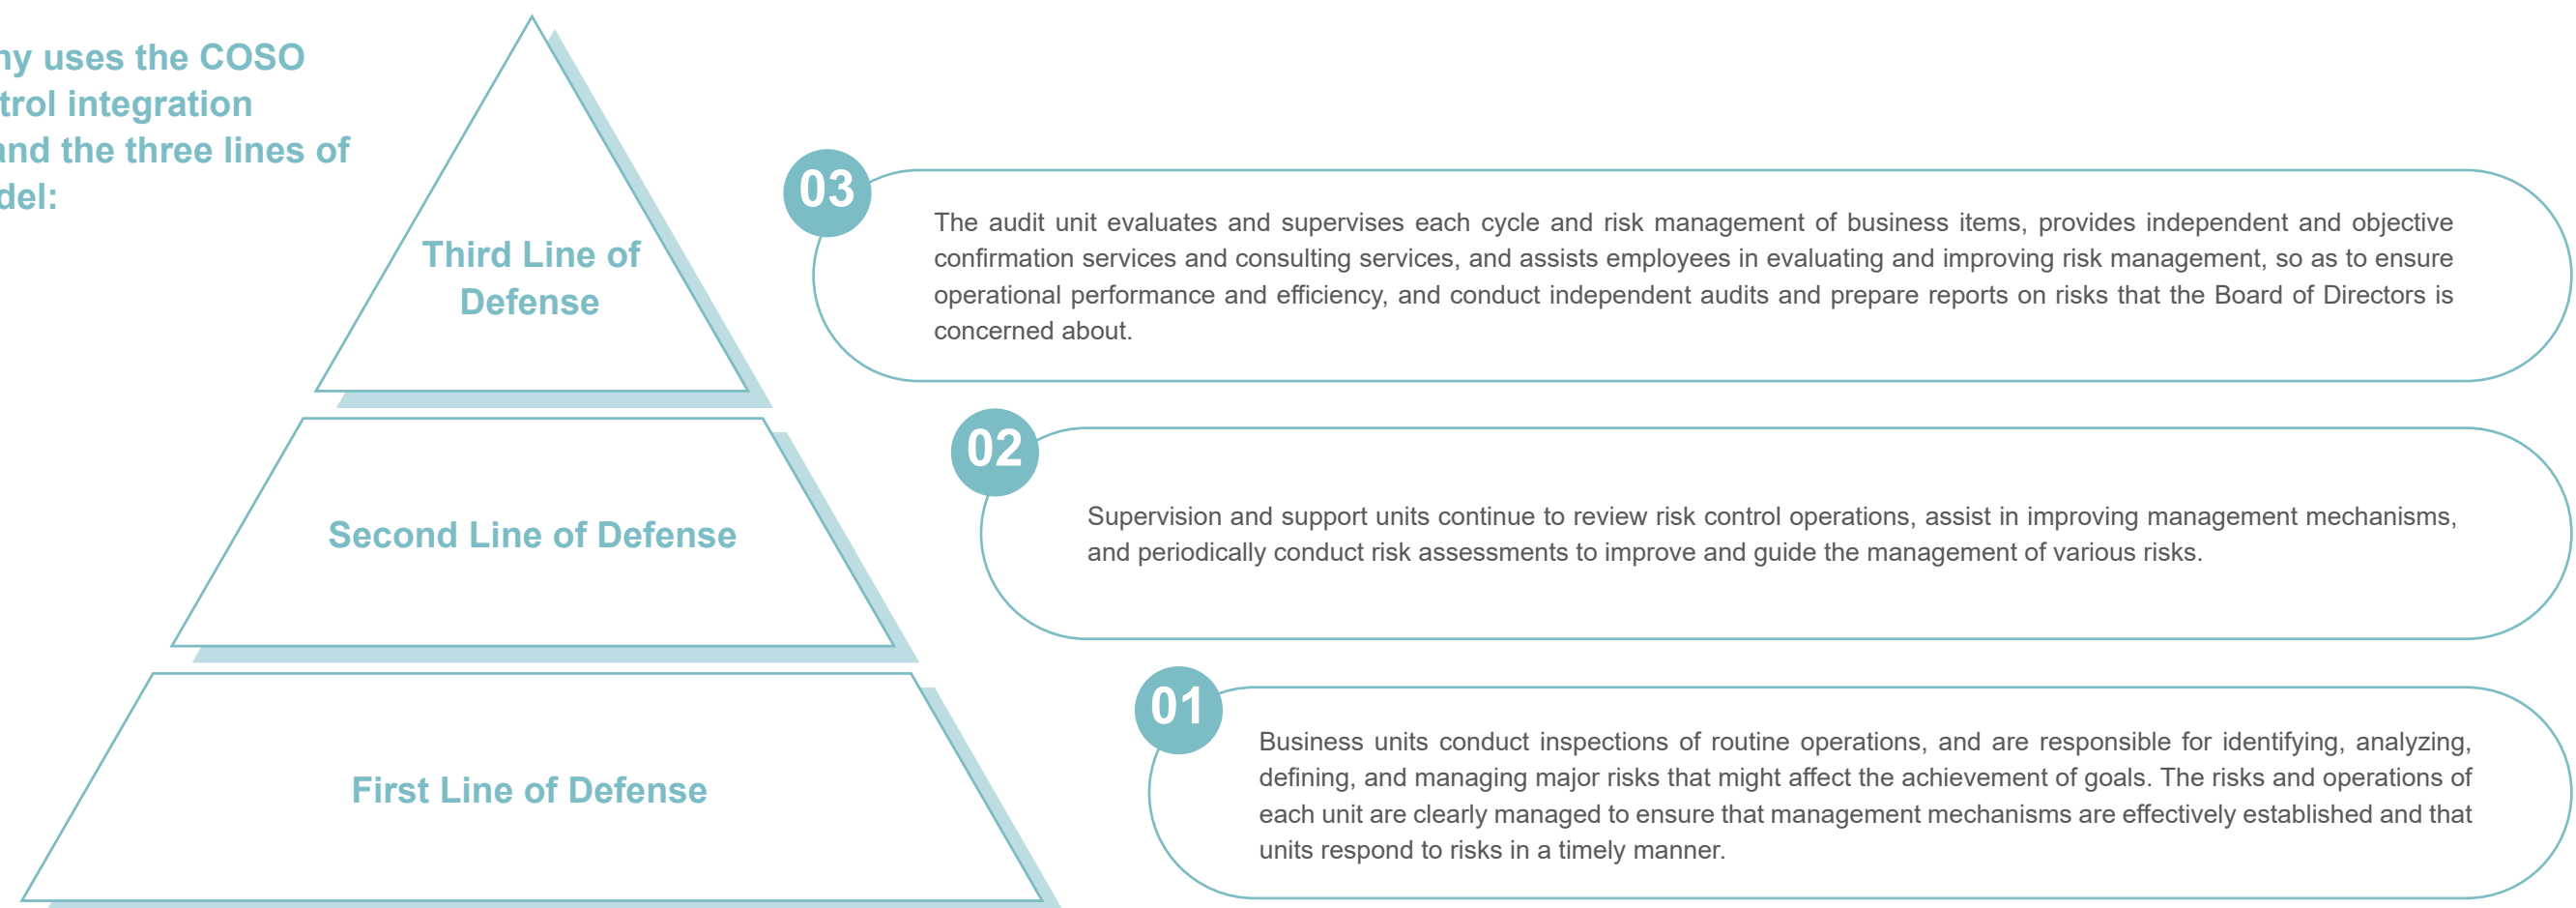 uses the COSO
integration
and the three lines of
Third Line of
Defense
03
The audit unit evaluates and supervises each cycle and risk management of business items, provides independent and objective
confirmation services and consulting services, and assists employees in evaluating and improving risk management, so as to ensure
operational performance and efficiency, and conduct independent audits and prepare reports on risks that the Board of Directors is
concerned about.
Second Line of Defense
02
Supervision and support units continue to review risk control operations, assist in improving management mechanisms,
and periodically conduct risk assessments to improve and guide the management of various risks.
First Line of Defense
01
Business units conduct inspections of routine operations, and are responsible for identifying, analyzing,
defining, and managing major risks that might affect the achievement of goals. The risks and operations of
each unit are clearly managed to ensure that management mechanisms are effectively established and that
units respond to risks in a timely manner.